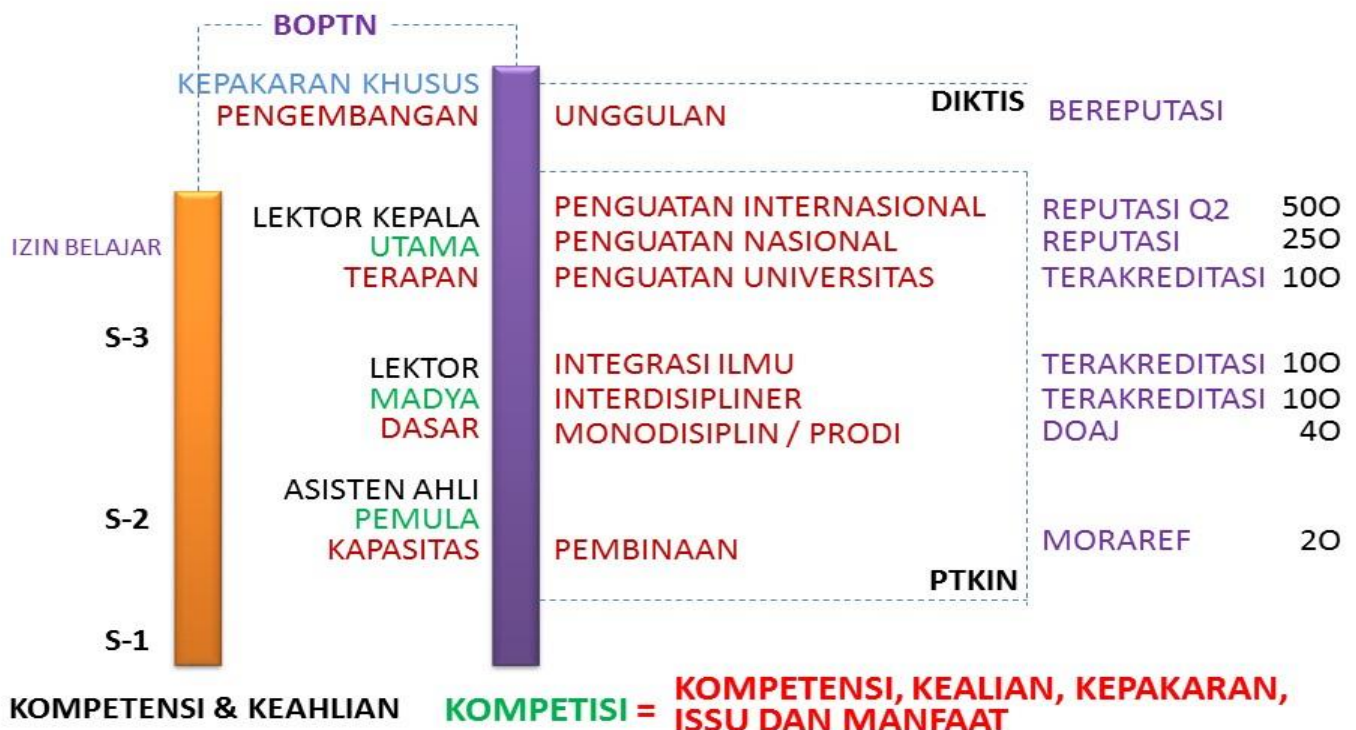 BOPTN
KEPAKARAN KHUSUS
PENGEMBANGAN UNGGULAN DIKTIS BEREPUTASI
LEKTOR KEPALA PENGUATAN INTERNASIONAL REPUTASI Q2 50O
IZIN BELAJAR UTAMA PENGUATAN NASIONAL REPUTASI 25O
TERAPAN PENGUATAN UNIVERSITAS TERAKREDITASI 10O
S-3
LEKTOR INTEGRASI ILMU TERAKREDITASI 10O
MADYA INTERDISIPLINER TERAKREDITASI 10O
DASAR MONODISIPLIN / PRODI DOAJ 4O
ASISTEN AHLI
S-2 PEMULA
KAPASITAS PEMBINAAN MORAREF 2O
PTKIN
S-1
KOMPETENSI & KEAHLIAN KOMPETISI = KOMPETENSI, KEALIAN, KEPAKARAN,
ISSU DAN MANFAAT